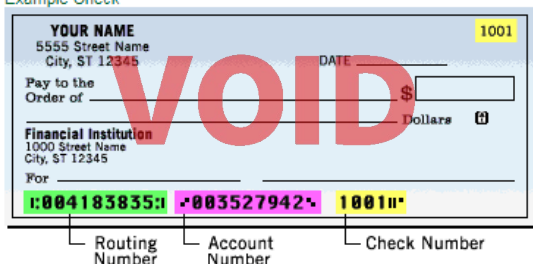 Example Check
YOUR NAME
1001
5555 Street Name
City, ST 12345
DATE
VOID
Pay to the
Order of
$
Dollars
Financial Institution
1000 Street Name
City, ST 12345
For
⑆004183835⑆ ⑈003527942⑈ 1001⑈
Routing Number
Account Number
Check Number